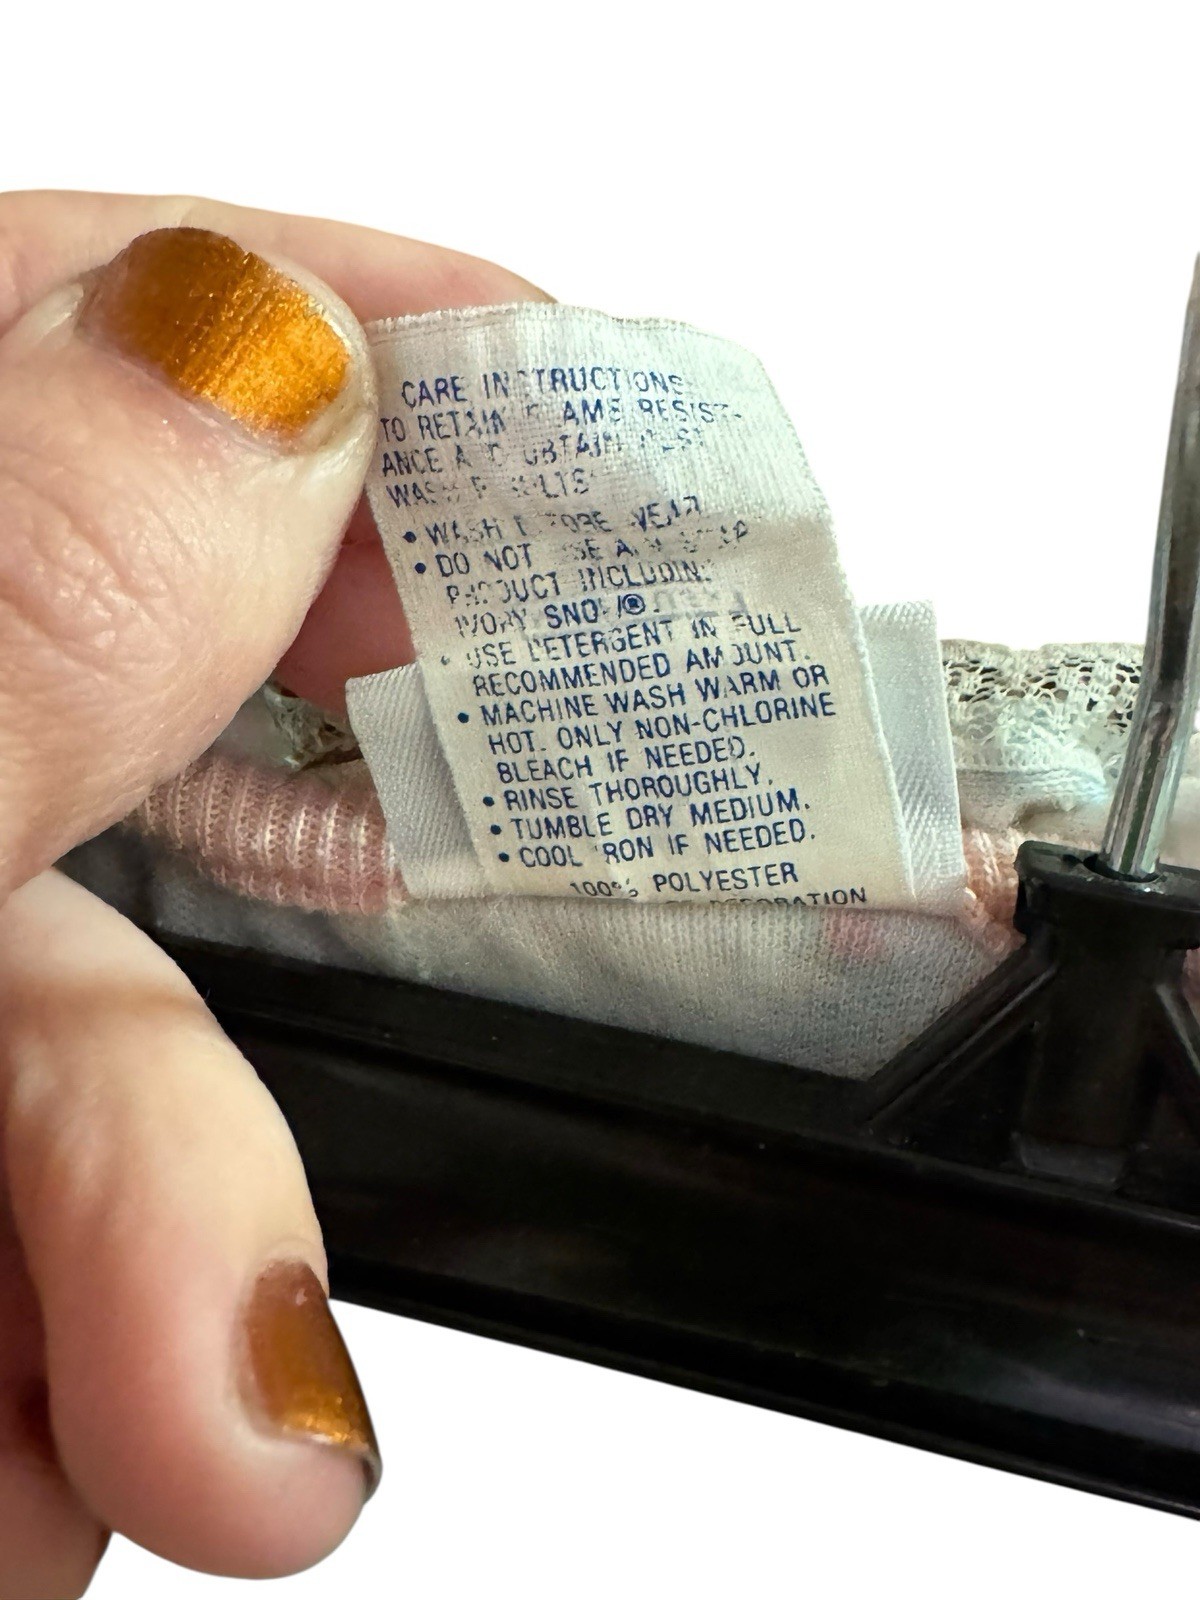 CARE INSTRUCTIONS
TO RETAIN FLAME RESIST-
ANCE AND OBTAIN BEST
WASH RESULTS
• WASH BEFORE WEAR
• DO NOT USE ANY SOAP
PRODUCT INCLUDING
IVORY SNOW®
• USE DETERGENT IN FULL
RECOMMENDED AMOUNT.
• MACHINE WASH WARM OR
HOT. ONLY NON-CHLORINE
BLEACH IF NEEDED.
• RINSE THOROUGHLY.
• TUMBLE DRY MEDIUM.
• COOL IRON IF NEEDED.
100% POLYESTER
DECORATION